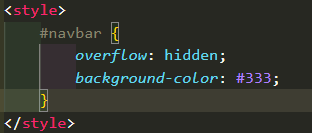 <style>
#navbar {
overflow: hidden;
background-color: #333;
}
</style>